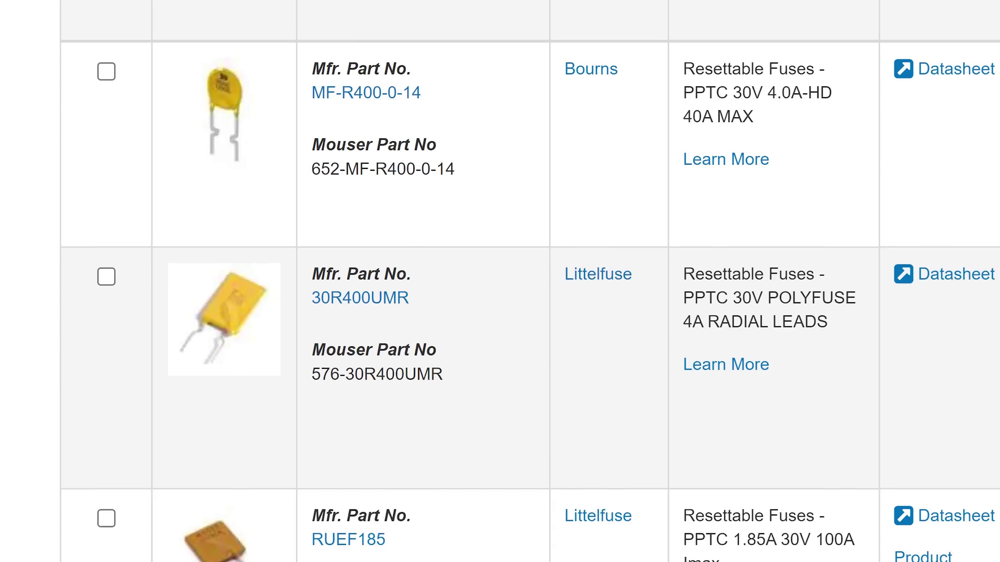 Mfr. Part No.
MF-R400-0-14
Mouser Part No
652-MF-R400-0-14
Bourns
Resettable Fuses -
PPTC 30V 4.0A-HD
40A MAX
Learn More
Datasheet
Mfr. Part No.
30R400UMR
Mouser Part No
576-30R400UMR
Littelfuse
Resettable Fuses -
PPTC 30V POLYFUSE
4A RADIAL LEADS
Learn More
Datasheet
Mfr. Part No.
RUEF185
Littelfuse
Resettable Fuses -
PPTC 1.85A 30V 100A
Imax
Datasheet
Product